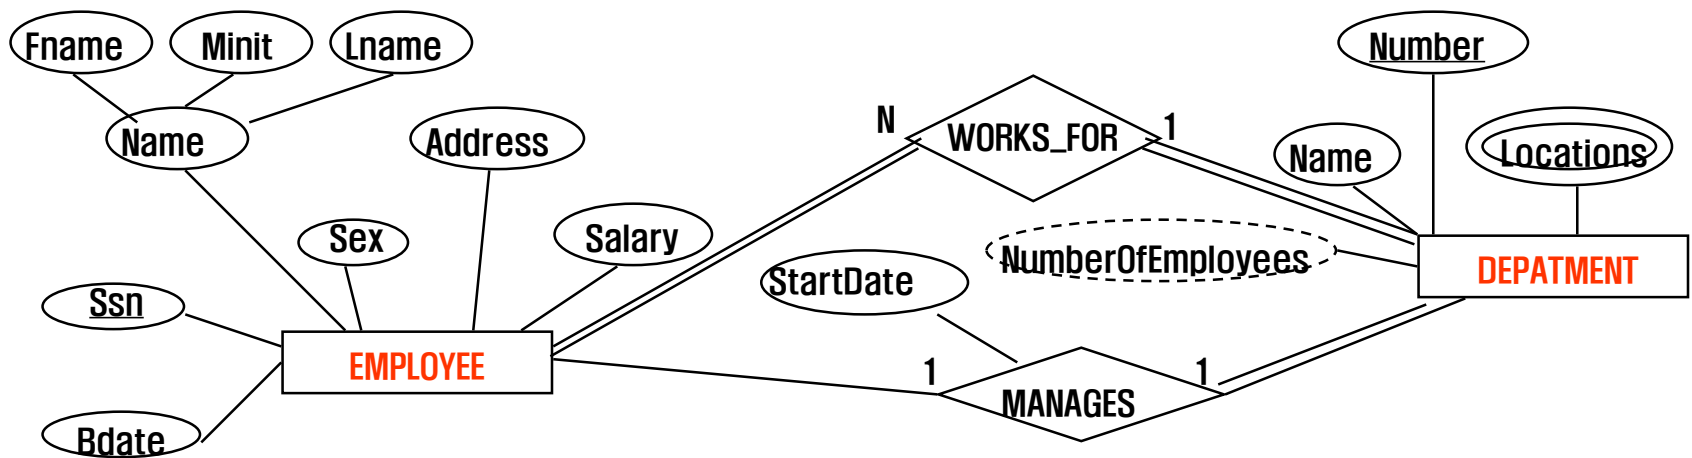 Fname
Minit
Lname
Number
N
WORKS_FOR
1
Name
Address
Name
Locations
Sex
Salary
NumberOfEmployees
StartDate
DEPATMENT
Ssn
EMPLOYEE
1
1
MANAGES
Bdate